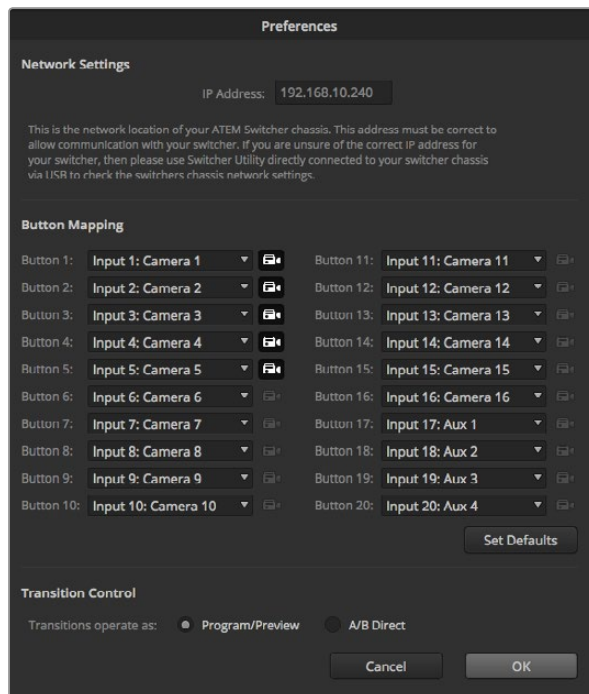 Preferences
Network Settings
IP Address: 192.168.10.240
This is the network location of your ATEM Switcher chassis. This address must be correct to
allow communication with your switcher. If you are unsure of the correct IP address for
your switcher, then please use Switcher Utility directly connected to your switcher chassis
via USB to check the switchers chassis network settings.
Button Mapping
Button 1: Input 1: Camera 1
Button 2: Input 2: Camera 2
Button 3: Input 3: Camera 3
Button 4: Input 4: Camera 4
Button 5: Input 5: Camera 5
Button 6: Input 6: Camera 6
Button 7: Input 7: Camera 7
Button 8: Input 8: Camera 8
Button 9: Input 9: Camera 9
Button 10: Input 10: Camera 10
Button 11: Input 11: Camera 11
Button 12: Input 12: Camera 12
Button 13: Input 13: Camera 13
Button 14: Input 14: Camera 14
Button 15: Input 15: Camera 15
Button 16: Input 16: Camera 16
Button 17: Input 17: Aux 1
Button 18: Input 18: Aux 2
Button 19: Input 19: Aux 3
Button 20: Input 20: Aux 4
Set Defaults
Transition Control
Transitions operate as: Program/Preview A/B Direct
Cancel OK